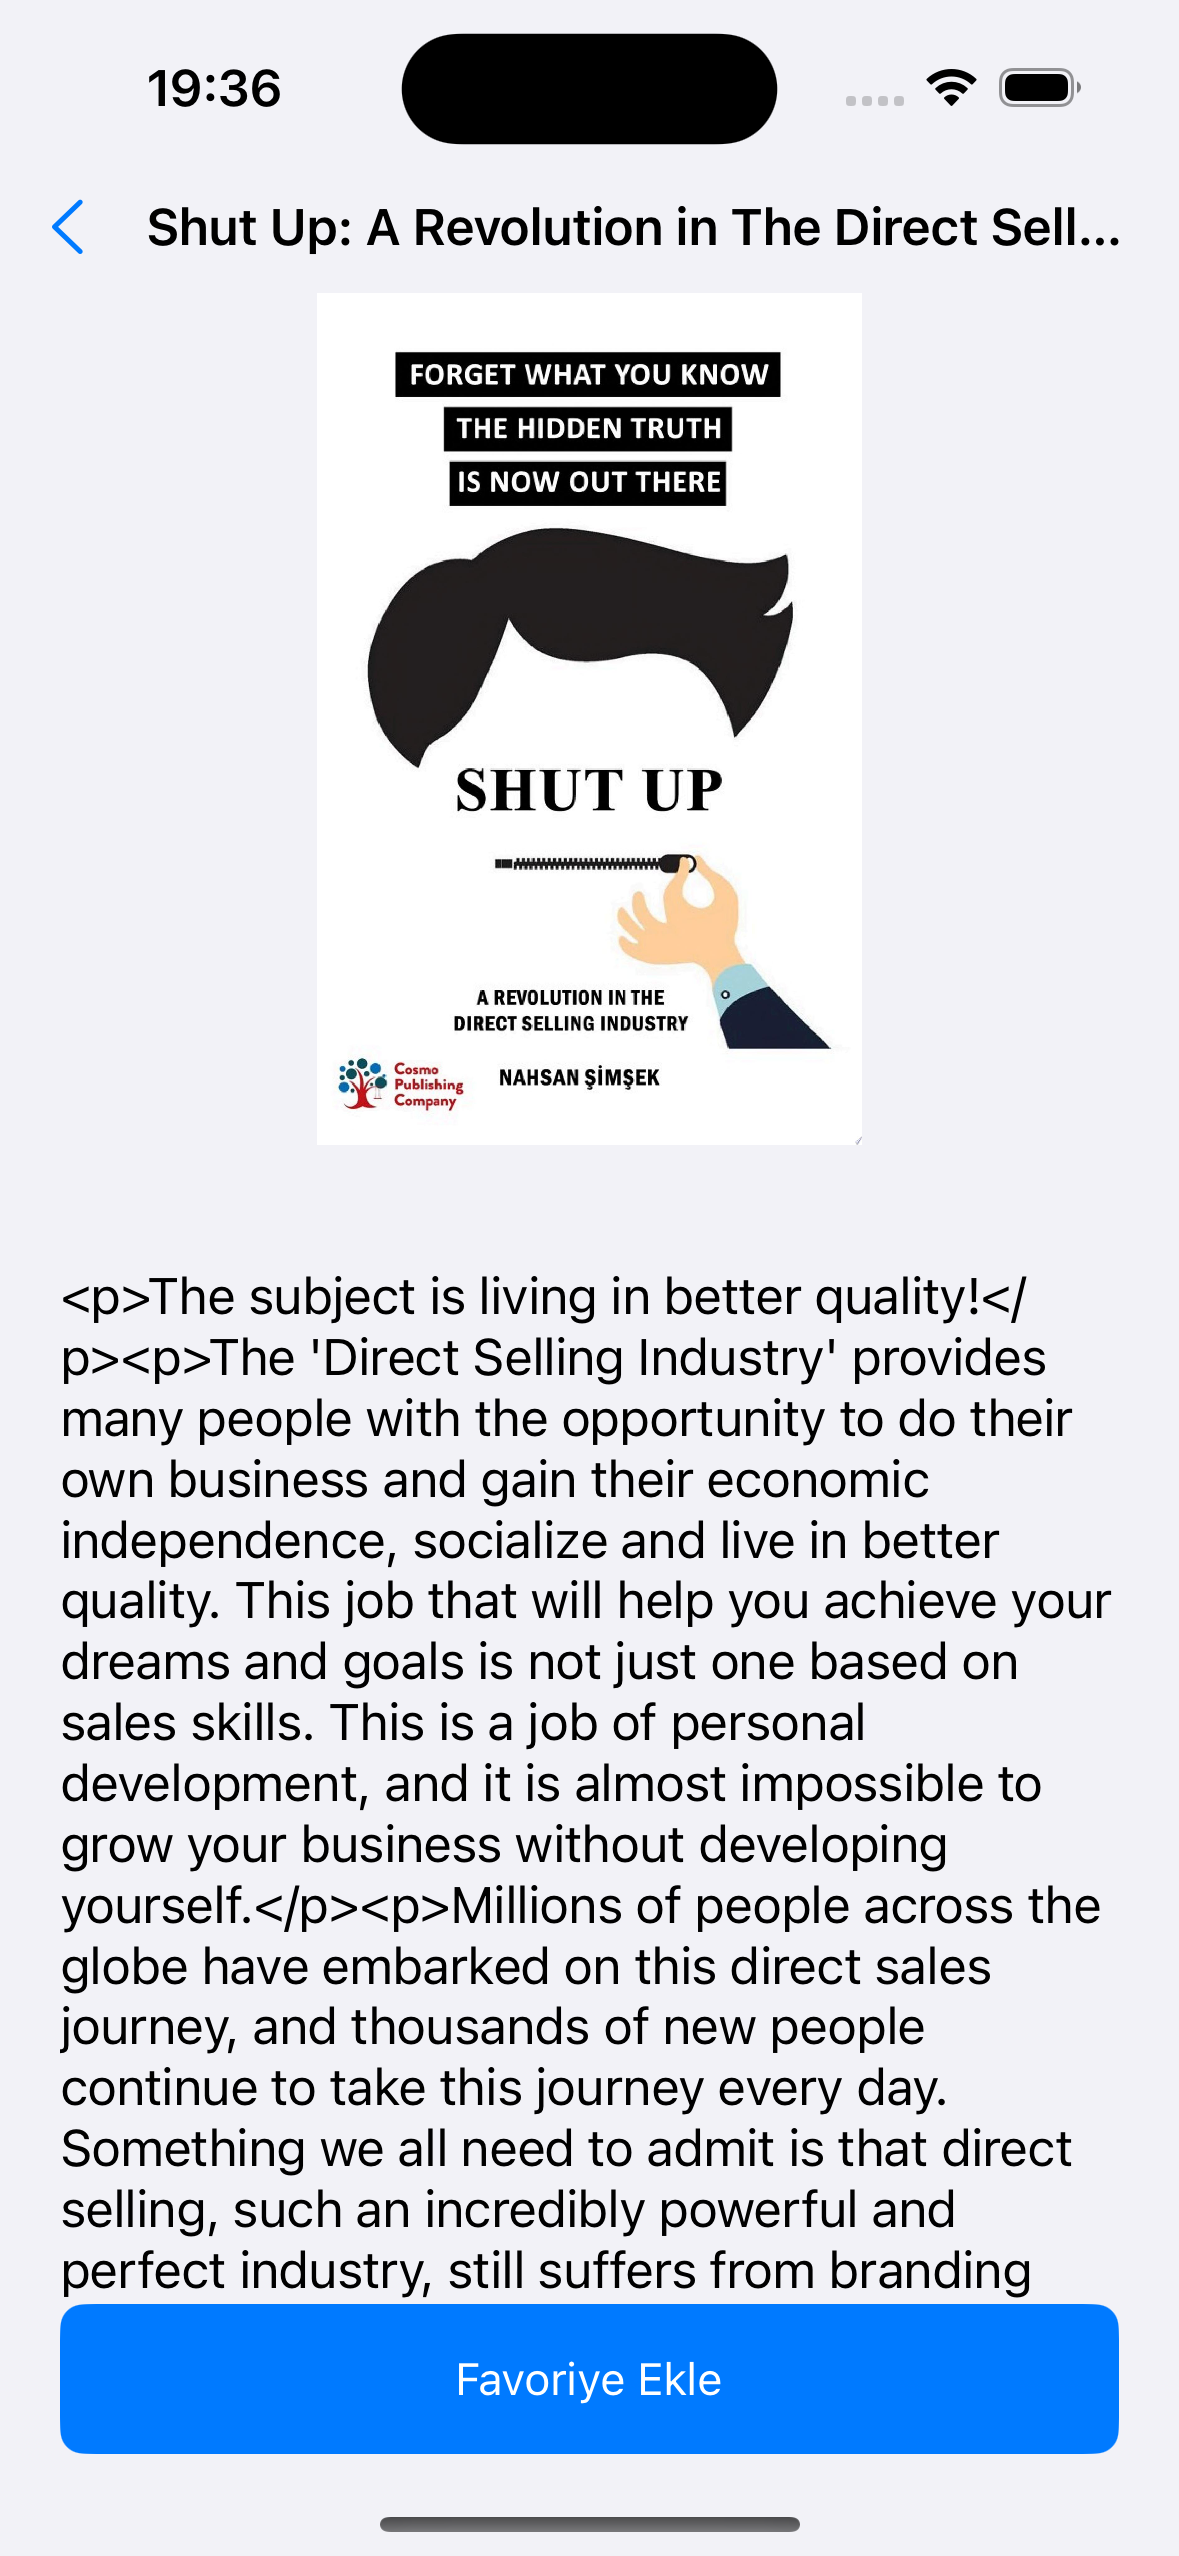 19:36
Shut Up: A Revolution in The Direct Sell...
FORGET WHAT YOU KNOW
THE HIDDEN TRUTH
IS NOW OUT THERE
SHUT UP
A REVOLUTION IN THE
DIRECT SELLING INDUSTRY
Cosmo
Publishing
Company
NAHSAN ŞİMŞEK
<p>The subject is living in better quality!</
p><p>The 'Direct Selling Industry' provides
many people with the opportunity to do their
own business and gain their economic
independence, socialize and live in better
quality. This job that will help you achieve your
dreams and goals is not just one based on
sales skills. This is a job of personal
development, and it is almost impossible to
grow your business without developing
yourself.</p><p>Millions of people across the
globe have embarked on this direct sales
journey, and thousands of new people
continue to take this journey every day.
Something we all need to admit is that direct
selling, such an incredibly powerful and
perfect industry, still suffers from branding
Favoriye Ekle